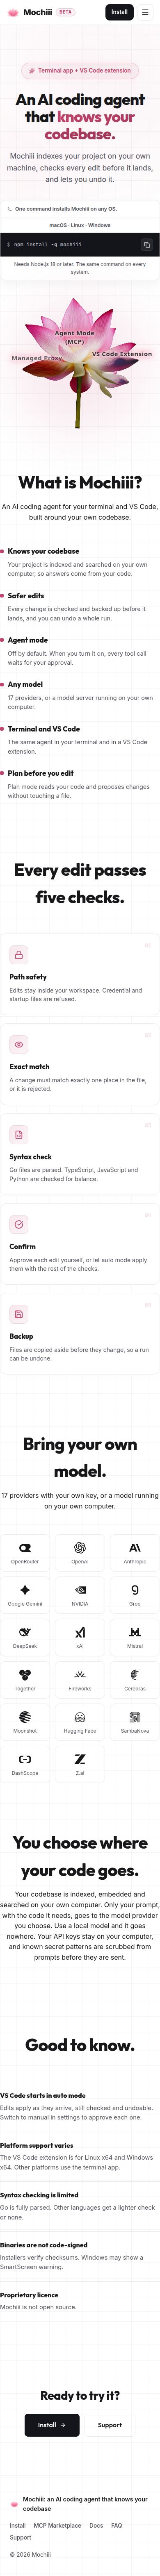 Mochiii BETA Install
Terminal app + VS Code extension
An AI coding agent
that knows your
codebase.
Mochiii indexes your project on your own
machine, checks every edit before it lands,
and lets you undo it.
One command installs Mochiii on any OS.
macOS · Linux · Windows
$ npm install -g mochiii
Needs Node.js 18 or later. The same command on every
system.
Agent Mode
(MCP)
Managed Proxy
VS Code Extension
What is Mochiii?
An AI coding agent for your terminal and VS Code,
built around your own codebase.
Knows your codebase
Your project is indexed and searched on your own
computer, so answers come from your code.
Safer edits
Every change is checked and backed up before it
lands, and you can undo a whole run.
Agent mode
Off by default. When you turn it on, every tool call
waits for your approval.
Any model
17 providers, or a model server running on your own
computer.
Terminal and VS Code
The same agent in your terminal and in a VS Code
extension.
Plan before you edit
Plan mode reads your code and proposes changes
without touching a file.
Every edit passes
five checks.
01
Path safety
Edits stay inside your workspace. Credential and
startup files are refused.
02
Exact match
A change must match exactly one place in the file,
or it is rejected.
03
Syntax check
Go files are parsed. TypeScript, JavaScript and
Python are checked for balance.
04
Confirm
Approve each edit yourself, or let auto mode apply
them with the rest of the checks.
05
Backup
Files are copied aside before they change, so a run
can be undone.
Bring your own
model.
17 providers with your own key, or a model running
on your own computer.
OpenRouter
OpenAI
Anthropic
Google Gemini
NVIDIA
Groq
DeepSeek
xAI
Mistral
Together
Fireworks
Cerebras
Moonshot
Hugging Face
SambaNova
DashScope
Z.ai
You choose where
your code goes.
Your codebase is indexed, embedded and
searched on your own computer. Only your prompt,
with the code it needs, goes to the model provider
you choose. Use a local model and it goes
nowhere. Your API keys stay on your computer,
and known secret patterns are scrubbed from
prompts before they are sent.
Good to know.
VS Code starts in auto mode
Edits apply as they arrive, still checked and undoable.
Switch to manual in settings to approve each one.
Platform support varies
The VS Code extension is for Linux x64 and Windows
x64. Other platforms use the terminal app.
Syntax checking is limited
Go is fully parsed. Other languages get a lighter check
or none.
Binaries are not code-signed
Installers verify checksums. Windows may show a
SmartScreen warning.
Proprietary licence
Mochiii is not open source.
Ready to try it?
Install →
Support
Mochiii: an AI coding agent that knows your
codebase
Install MCP Marketplace Docs FAQ
Support
© 2026 Mochiii